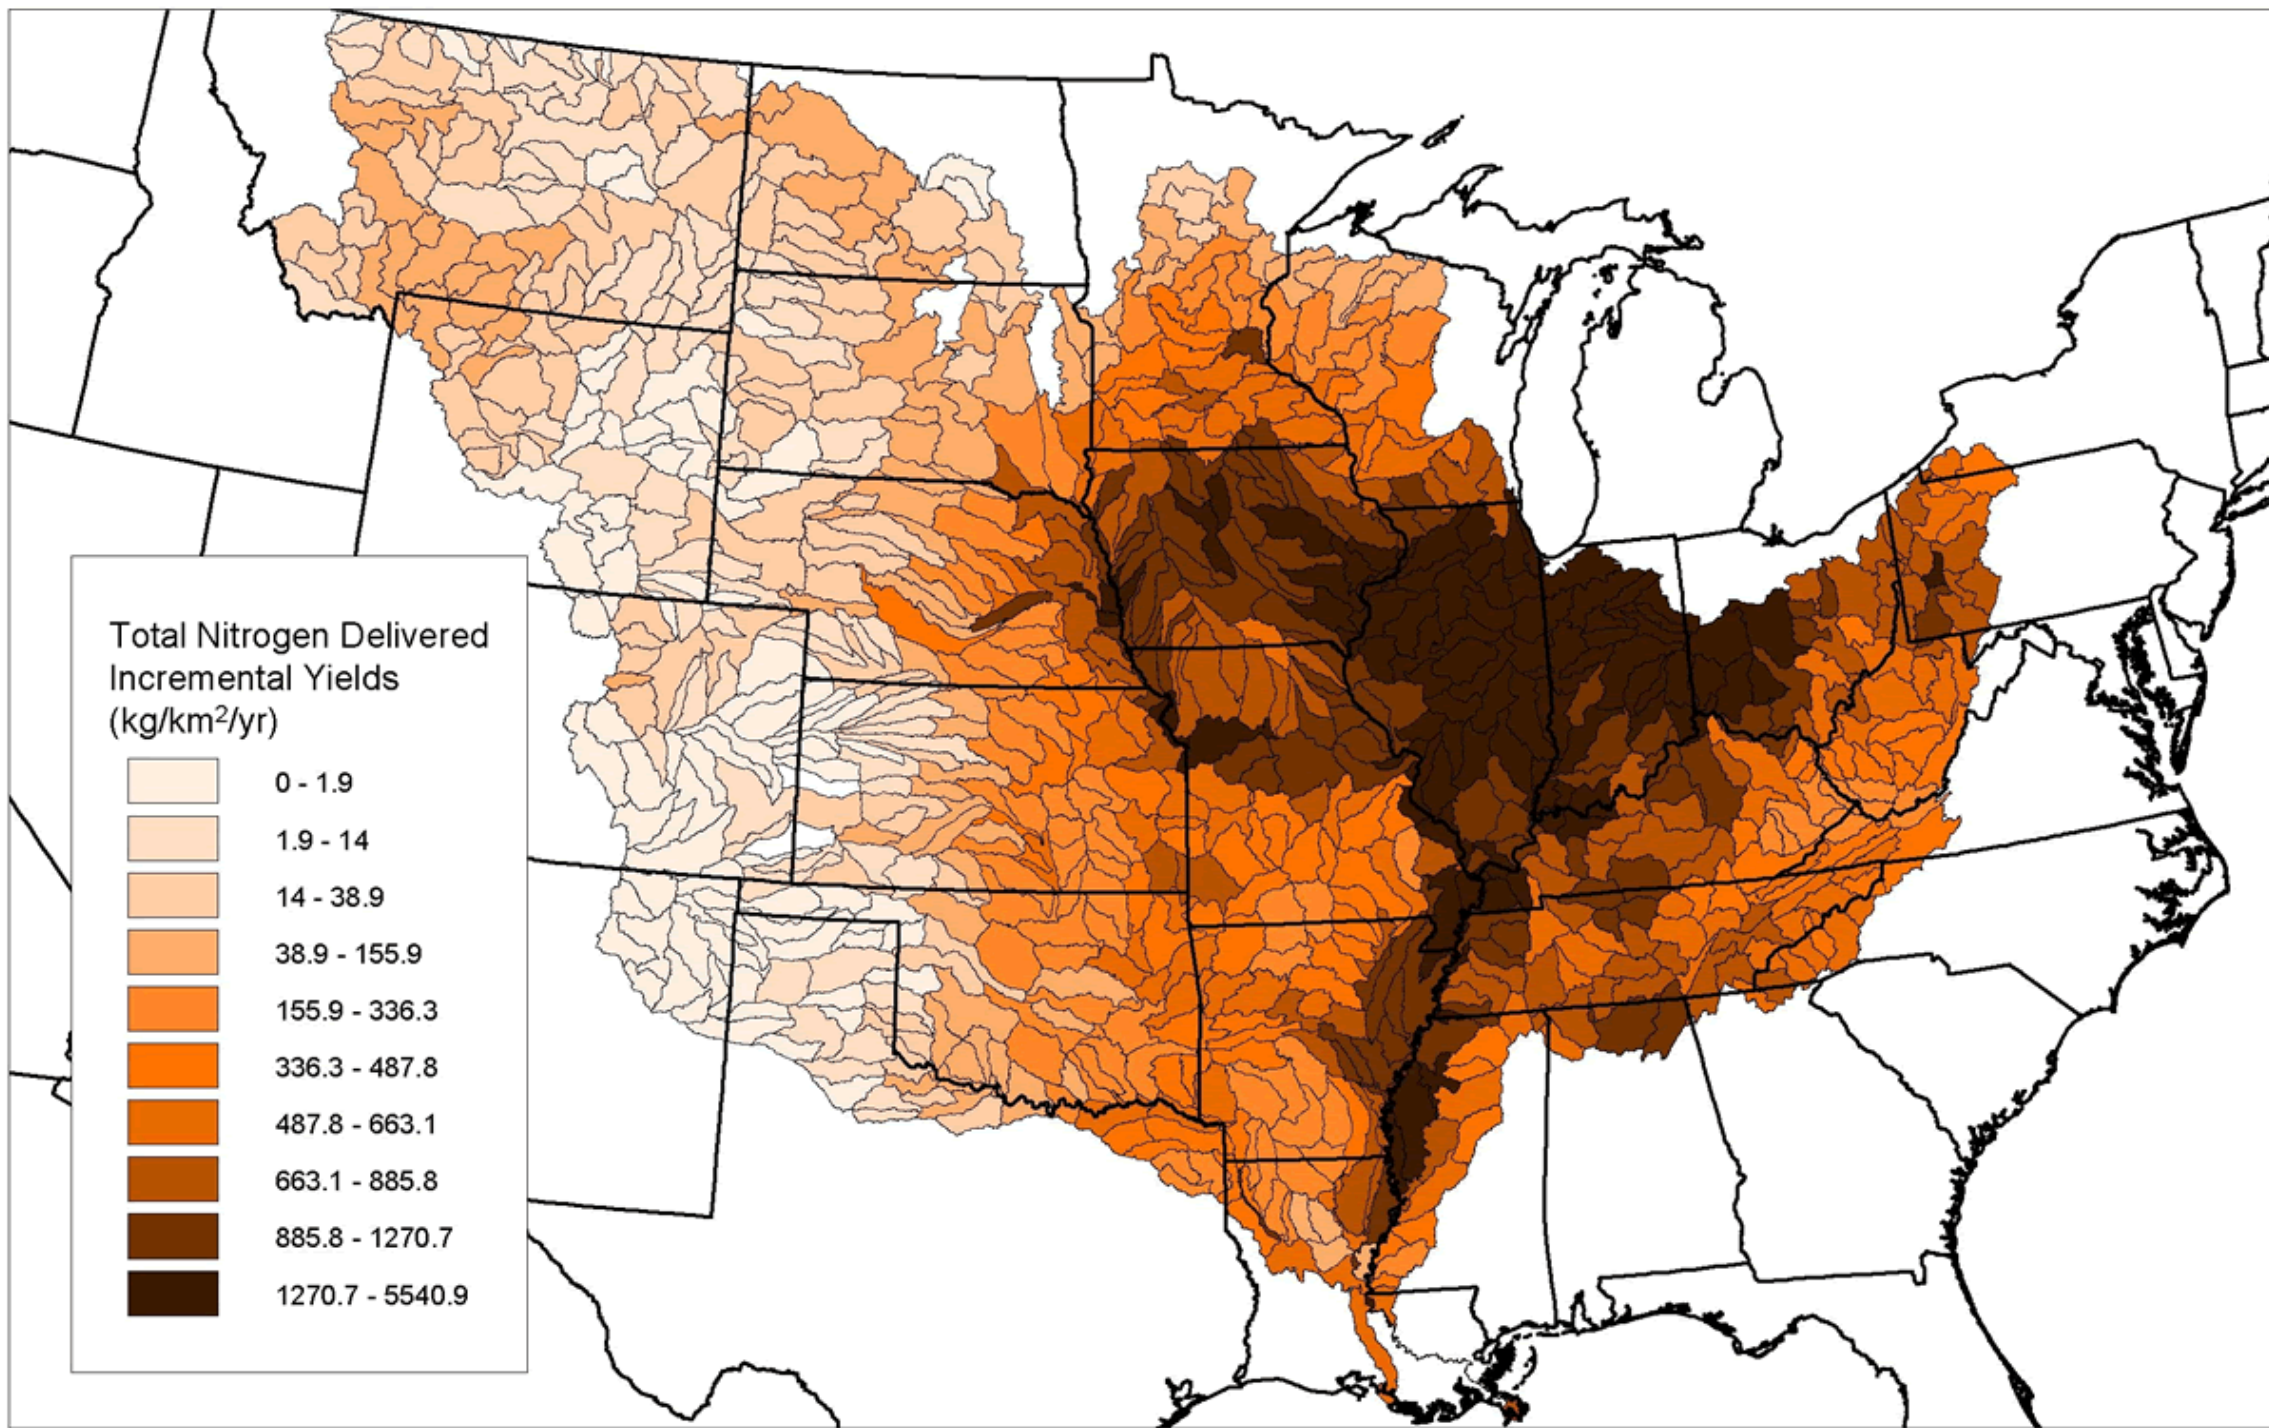 Total Nitrogen Delivered
Incremental Yields
(kg/km²/yr)
0 - 1.9
1.9 - 14
14 - 38.9
38.9 - 155.9
155.9 - 336.3
336.3 - 487.8
487.8 - 663.1
663.1 - 885.8
885.8 - 1270.7
1270.7 - 5540.9